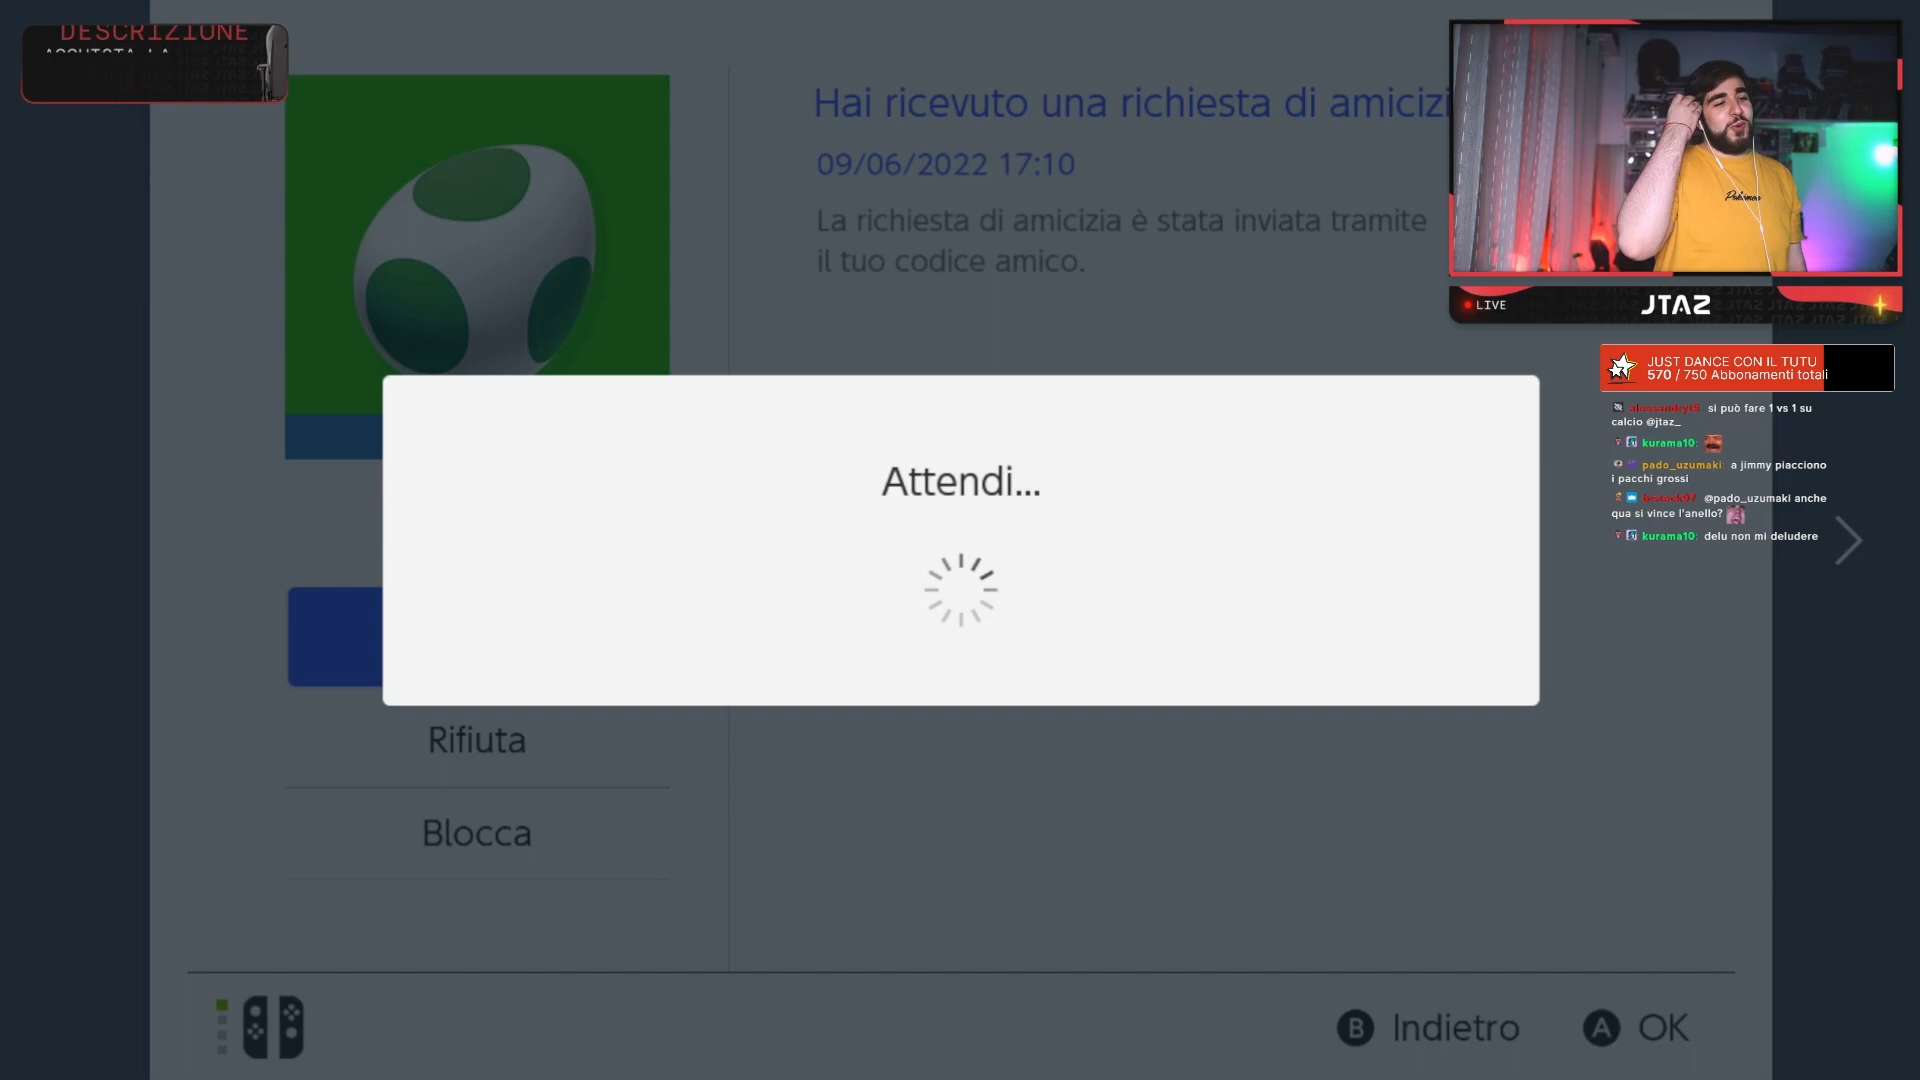 DESCRIZIONE
ACQUISTA LA
Hai ricevuto una richiesta di amicizi
09/06/2022 17:10
La richiesta di amicizia è stata inviata tramite
il tuo codice amico.
Attendi...
Rifiuta
Blocca
B Indietro
A OK
Pokémon
LIVE
JTAZ
JUST DANCE CON IL TUTU
570 / 750 Abbonamenti totali
si può fare 1 vs 1 su
calcio @jtaz_
kurama10:
pado_uzumaki: a jimmy piacciono
i pacchi grossi
@pado_uzumaki anche
qua si vince l'anello?
kurama10: delu non mi deludere